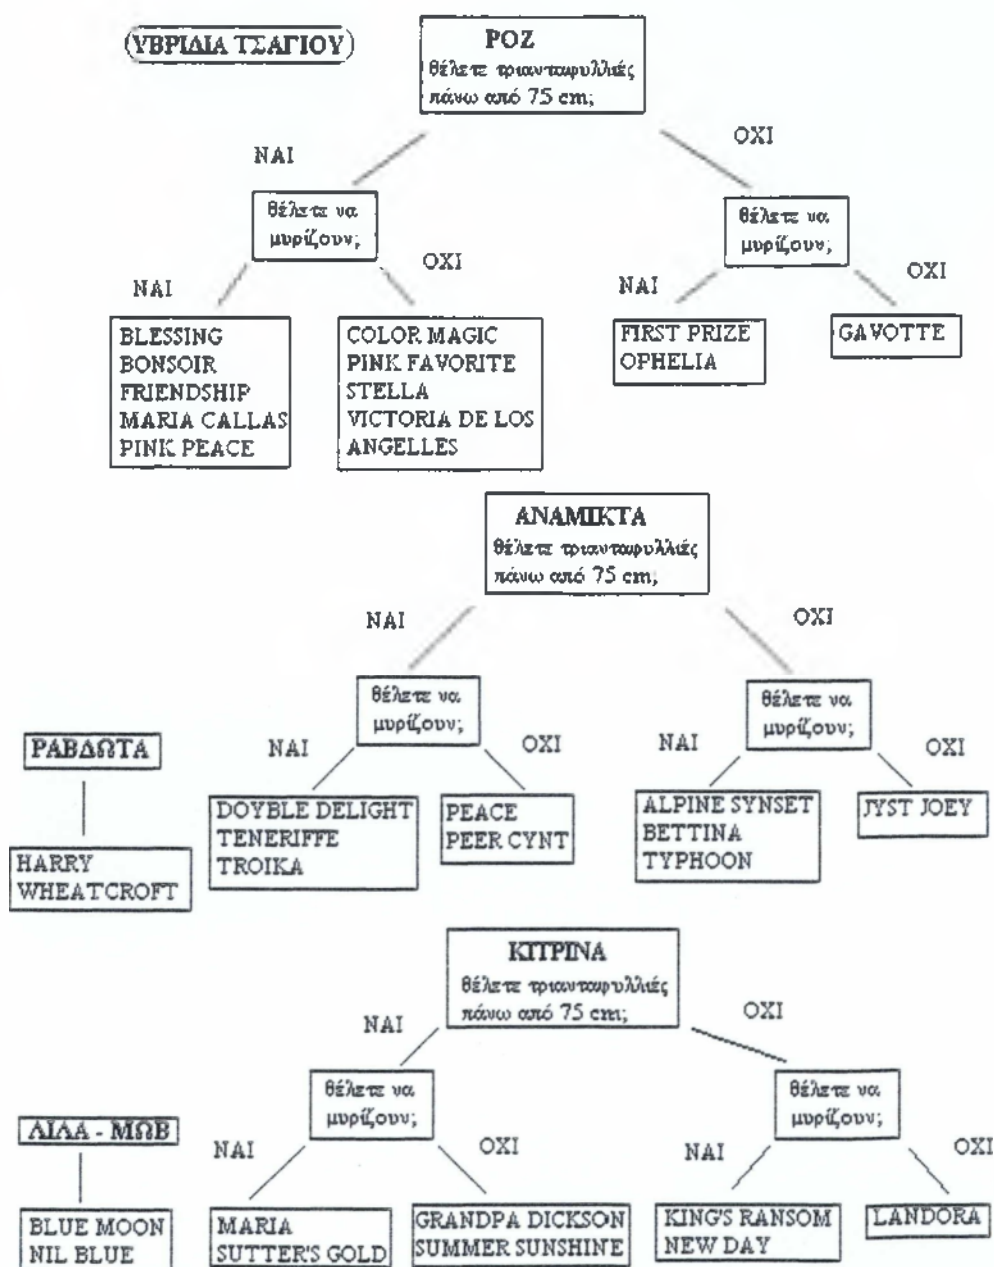 ΥΒΡΙΔΙΑ ΤΣΑΓΙΟΥ
ΡΟΖ
θέλετε τριανταφυλλιές
πάνω από 75 cm;
ΝΑΙ
ΟΧΙ
θέλετε να
μυρίζουν;
θέλετε να
μυρίζουν;
ΝΑΙ
ΟΧΙ
ΝΑΙ
ΟΧΙ
BLESSING
BONSOIR
FRIENDSHIP
MARIA CALLAS
PINK PEACE
COLOR MAGIC
PINK FAVORITE
STELLA
VICTORIA DE LOS
ANGELLES
FIRST PRIZE
OPHELIA
GAVOTTE
ΑΝΑΜΙΚΤΑ
θέλετε τριανταφυλλιές
πάνω από 75 cm;
ΝΑΙ
ΟΧΙ
θέλετε να
μυρίζουν;
θέλετε να
μυρίζουν;
ΡΑΒΔΩΤΑ
ΝΑΙ
ΟΧΙ
ΝΑΙ
ΟΧΙ
HARRY
WHEATCROFT
DOYBLE DELIGHT
TENERIFFE
TROIKA
PEACE
PEER CYNT
ALPINE SYNSET
BETTINA
TYPHOON
JYST JOEY
ΚΙΤΡΙΝΑ
θέλετε τριανταφυλλιές
πάνω από 75 cm;
ΝΑΙ
ΟΧΙ
θέλετε να
μυρίζουν;
θέλετε να
μυρίζουν;
ΛΙΛΑ - ΜΩΒ
ΝΑΙ
ΟΧΙ
ΝΑΙ
ΟΧΙ
BLUE MOON
NIL BLUE
MARIA
SUTTER'S GOLD
GRANDPA DICKSON
SUMMER SUNSHINE
KING'S RANSOM
NEW DAY
LANDORA